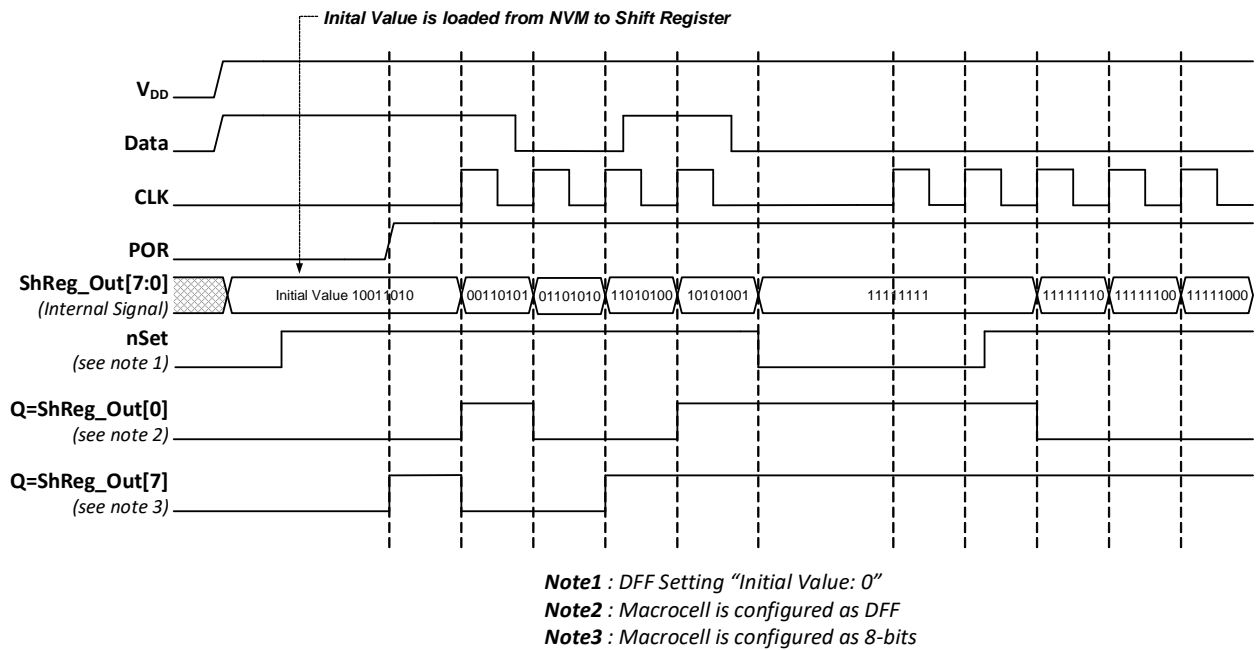 Inital Value is loaded from NVM to Shift Register
VDD
Data
CLK
POR
ShReg_Out[7:0]
(Internal Signal)
Initial Value 10011010
00110101
01101010
11010100
10101001
11111111
11111110
11111100
11111000
nSet
(see note 1)
Q=ShReg_Out[0]
(see note 2)
Q=ShReg_Out[7]
(see note 3)
Note1 : DFF Setting “Initial Value: 0”
Note2 : Macrocell is configured as DFF
Note3 : Macrocell is configured as 8-bits